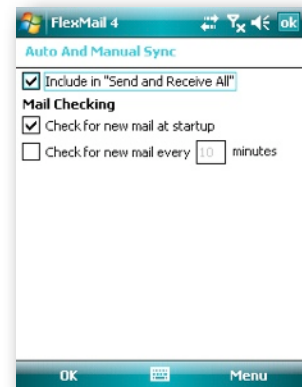 FlexMail 4 ok
Auto And Manual Sync
Include in "Send and Receive All"
Mail Checking
Check for new mail at startup
Check for new mail every 10 minutes
OK Menu